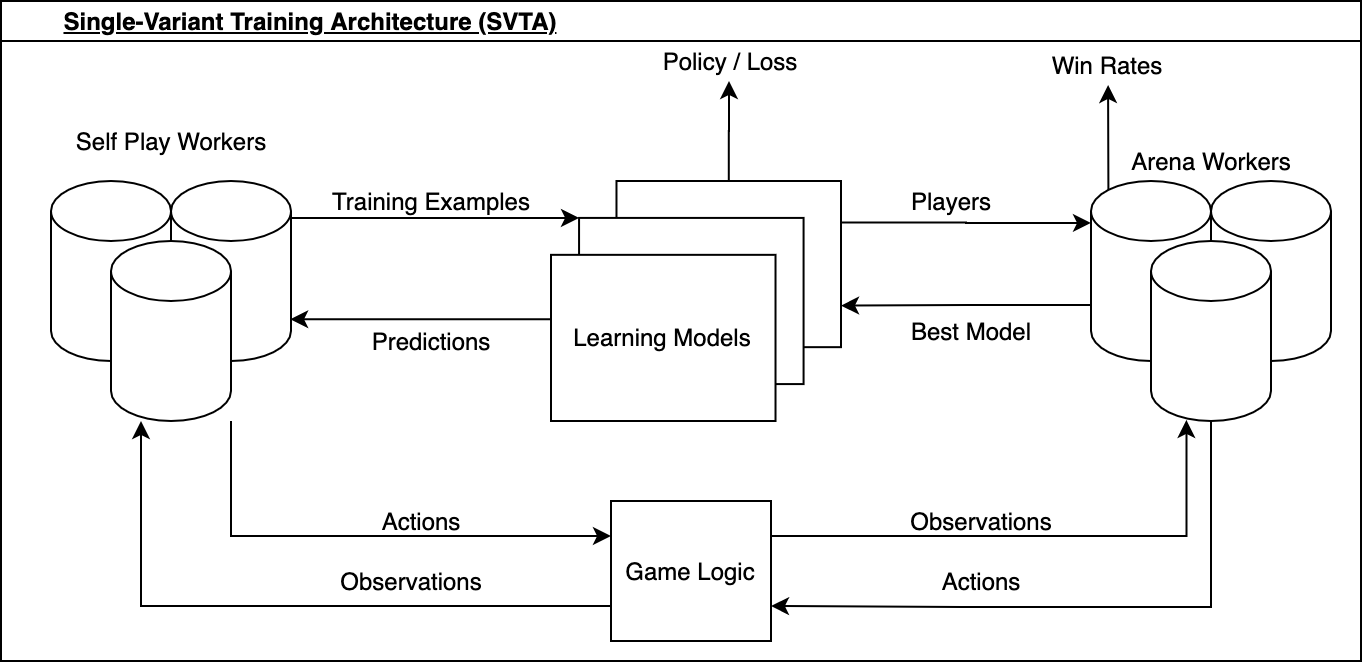 Single-Variant Training Architecture (SVTA)
Policy / Loss
Win Rates
Self Play Workers
Arena Workers
Training Examples
Players
Predictions
Learning Models
Best Model
Actions
Observations
Game Logic
Observations
Actions